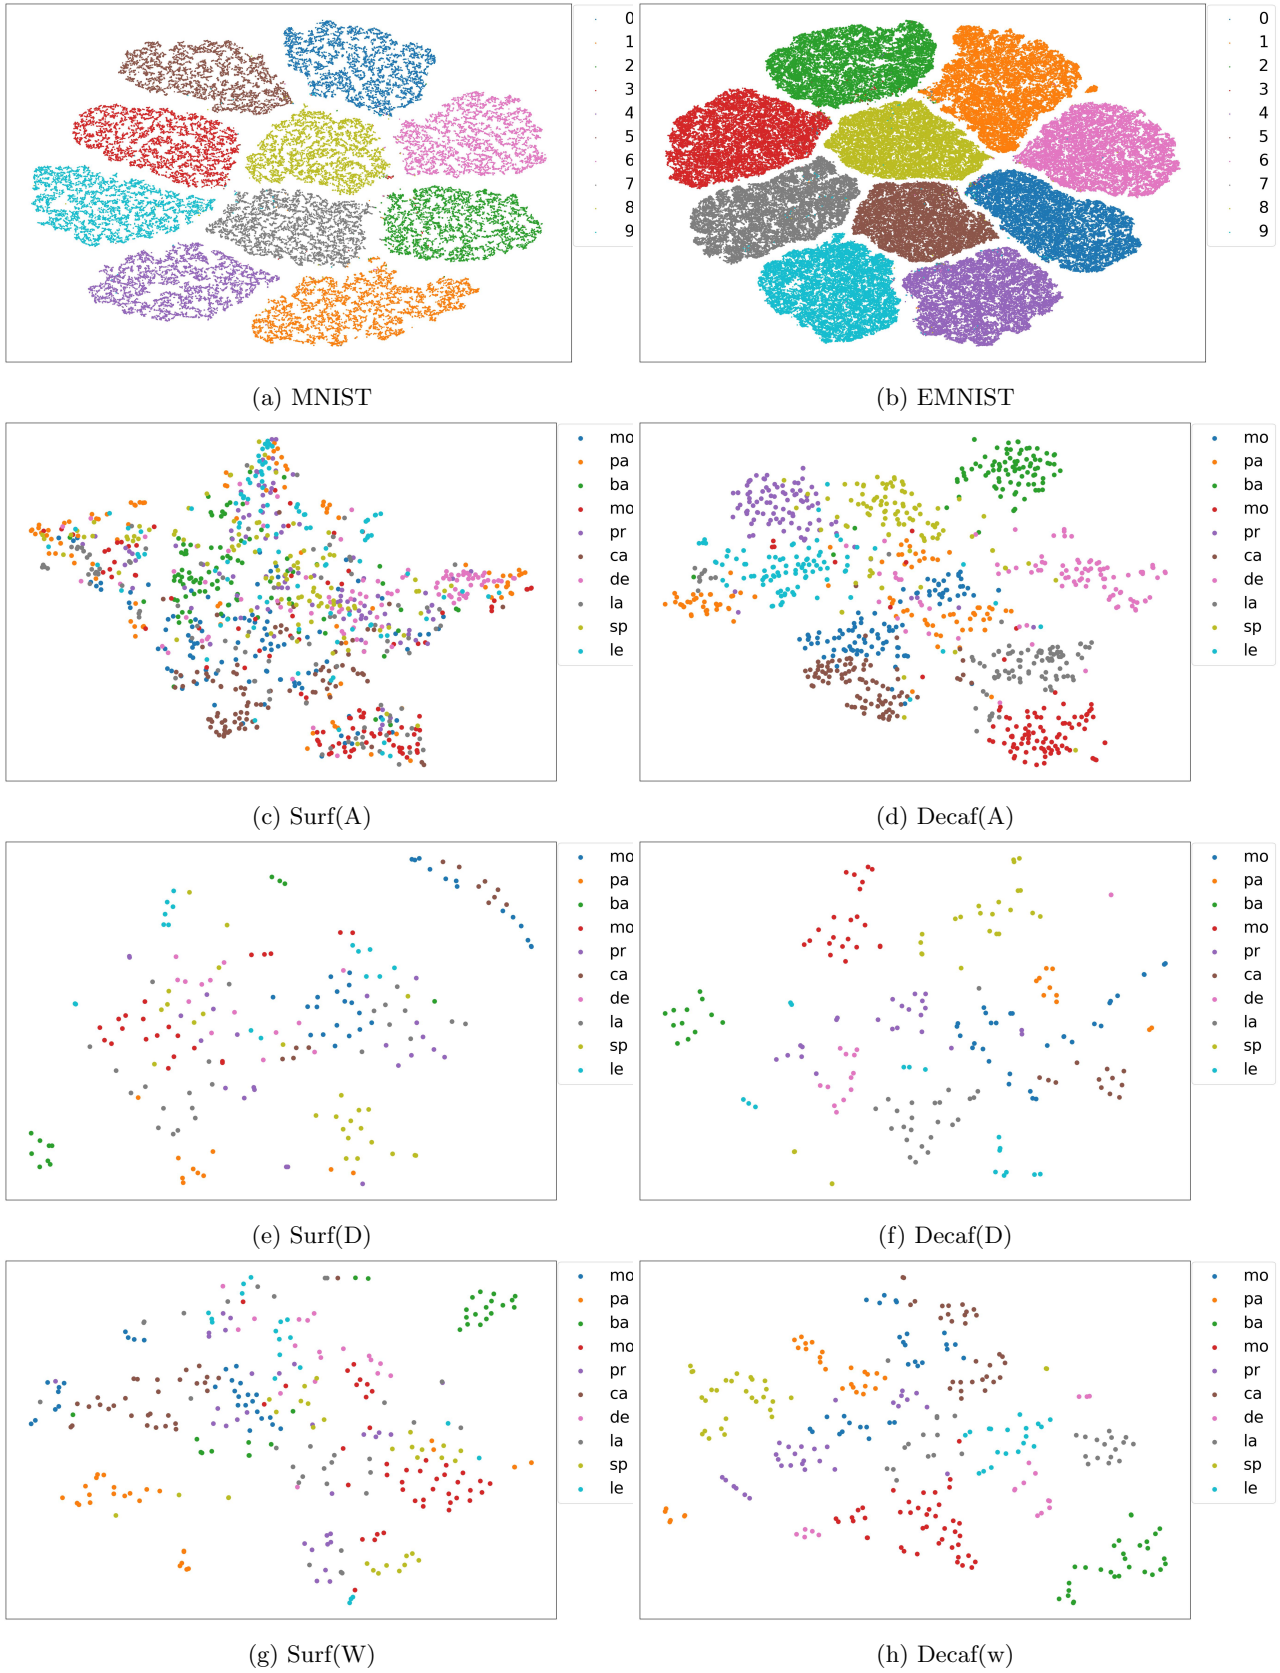 0
1
2
3
4
5
6
7
8
9
(a) MNIST
0
1
2
3
4
5
6
7
8
9
(b) EMNIST
mo
pa
ba
mo
pr
ca
de
la
sp
le
(c) Surf(A)
mo
pa
ba
mo
pr
ca
de
la
sp
le
(d) Decaf(A)
mo
pa
ba
mo
pr
ca
de
la
sp
le
(e) Surf(D)
mo
pa
ba
mo
pr
ca
de
la
sp
le
(f) Decaf(D)
mo
pa
ba
mo
pr
ca
de
la
sp
le
(g) Surf(W)
mo
pa
ba
mo
pr
ca
de
la
sp
le
(h) Decaf(w)